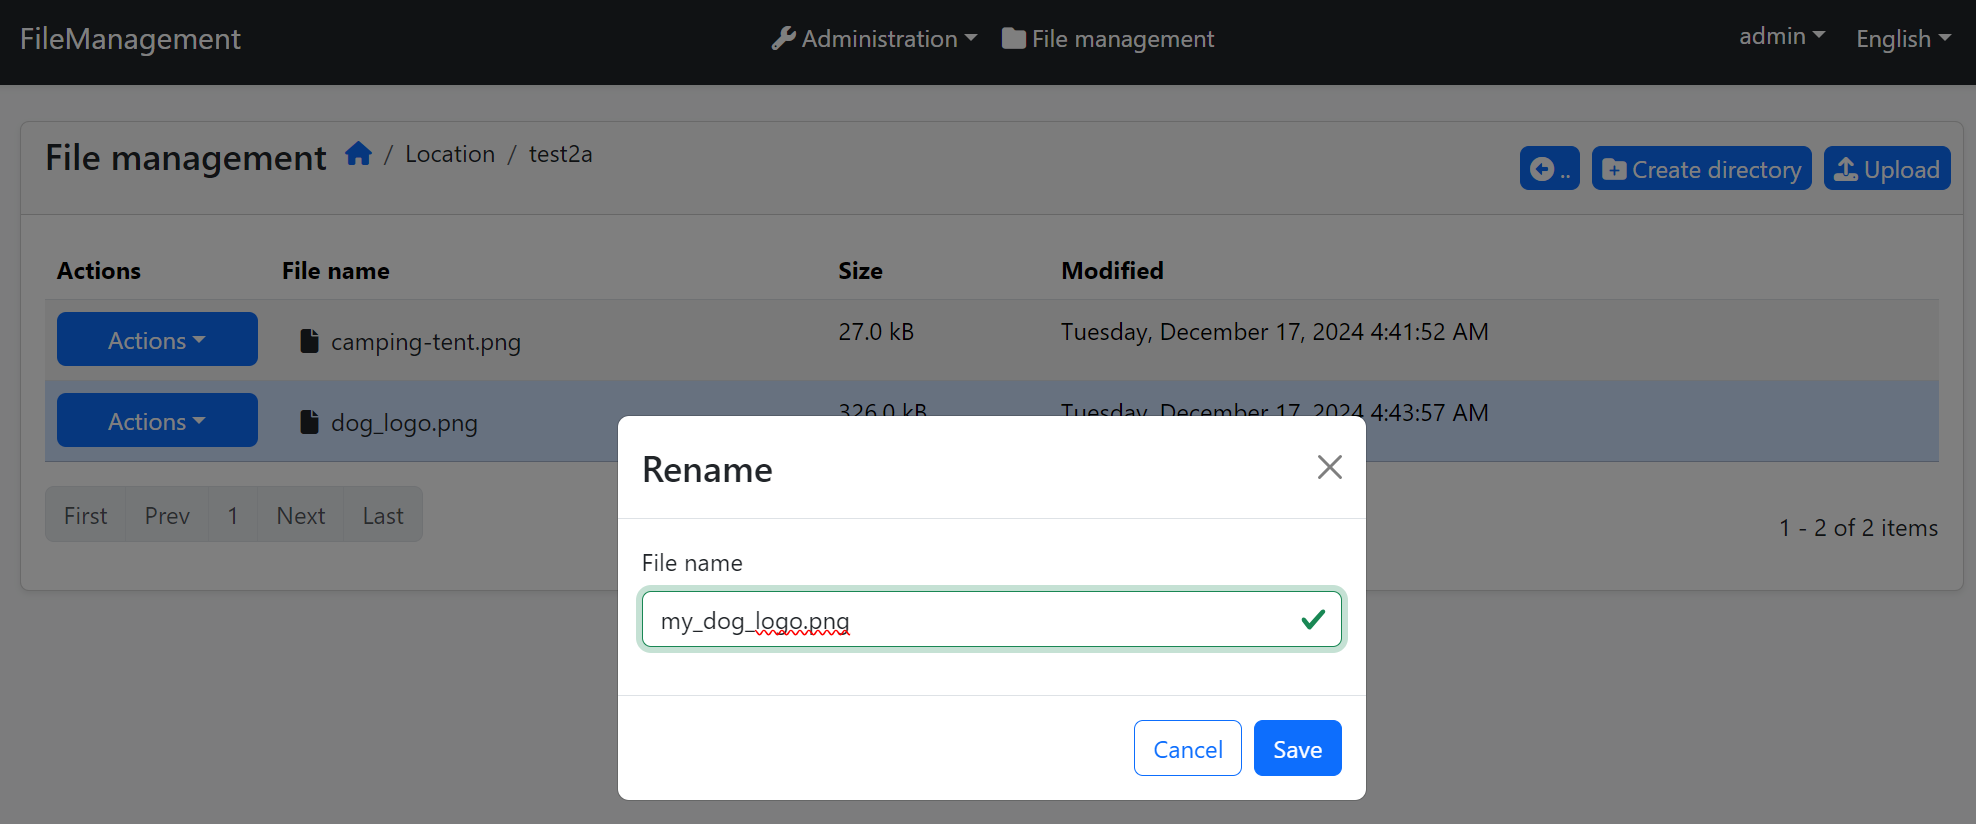 FileManagement Administration File management admin English
File management / Location / test2a .. Create directory Upload
Actions File name Size Modified
Actions camping-tent.png 27.0 kB Tuesday, December 17, 2024 4:41:52 AM
Actions dog_logo.png 326.0 kB Tuesday, December 17, 2024 4:43:57 AM
First Prev 1 Next Last
1 - 2 of 2 items
Rename
File name
my_dog_logo.png
Cancel Save